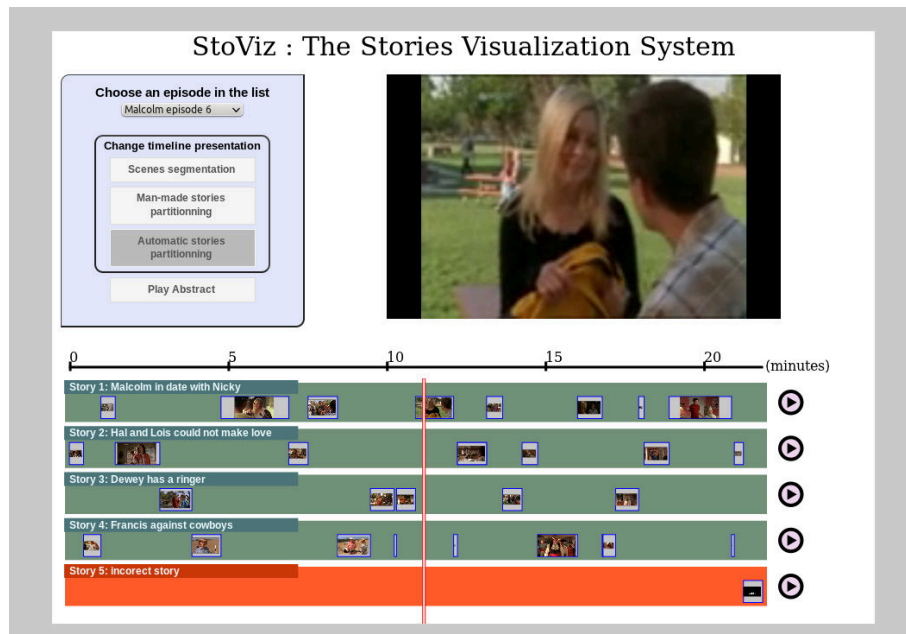 StoViz : The Stories Visualization System
Choose an episode in the list
Malcolm episode 6
Change timeline presentation
Scenes segmentation
Man-made stories
partitionning
Automatic stories
partitionning
Play Abstract
0 5 10 15 20
(minutes)
Story 1: Malcolm in date with Nicky
Story 2: Hal and Lois could not make love
Story 3: Dewey has a ringer
Story 4: Francis against cowboys
Story 5: incorect story